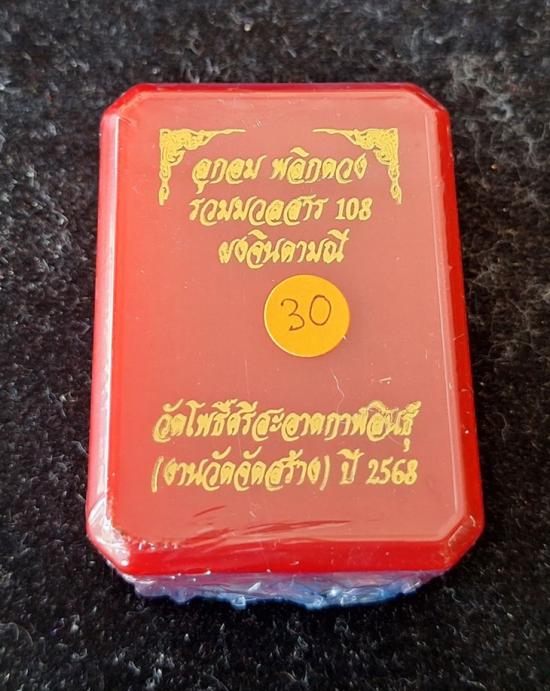 ลูกอม พลิกดวง
รวมมวลสาร 108
ผงจินดามณี
30
วัดโพธิ์ศรีสะอาดกาฬสินธุ์
(งานวัดจัดสร้าง) ปี 2568